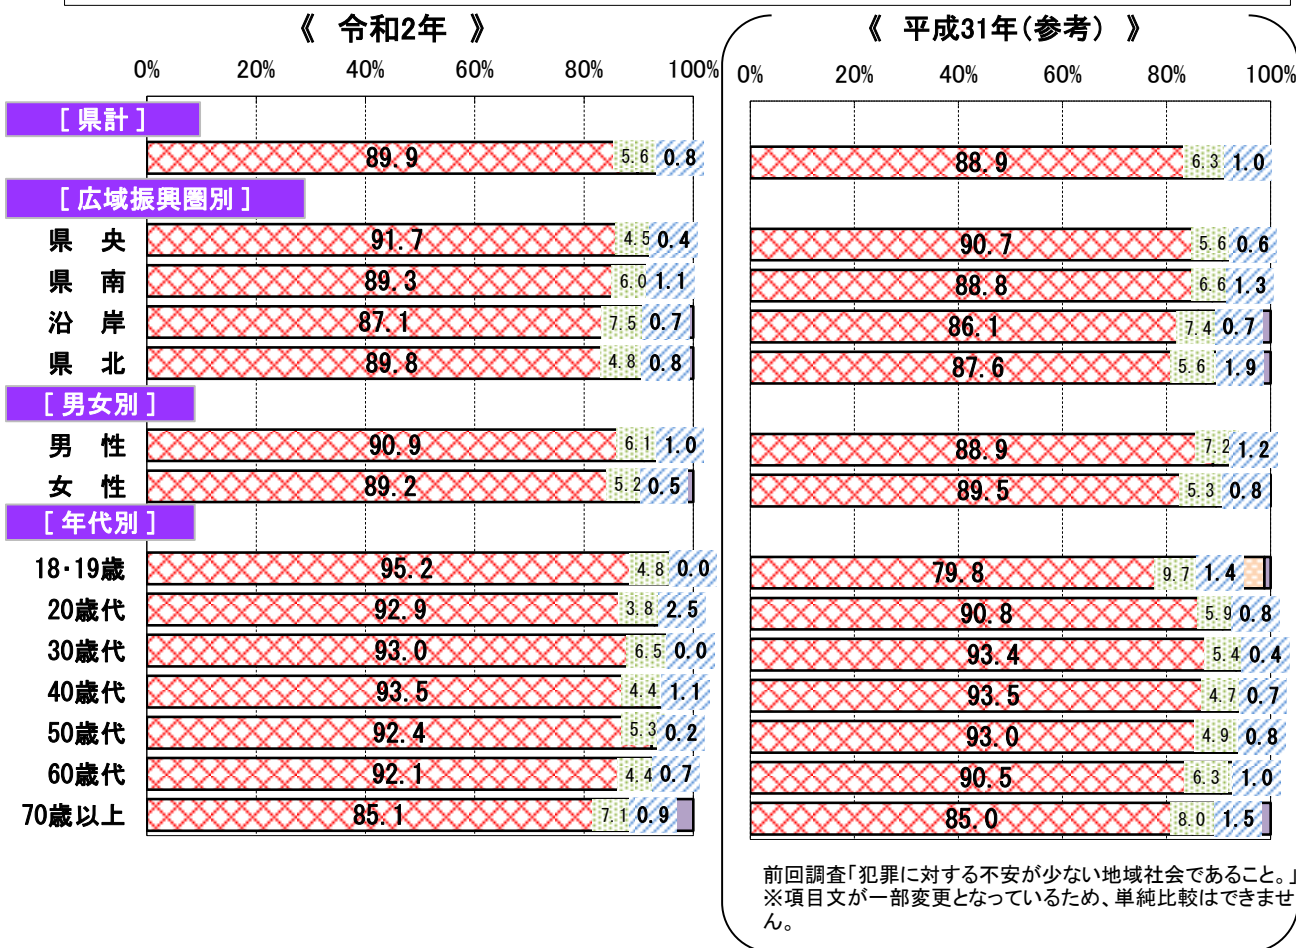 《 令和2年 》
《 平成31年(参考) 》
0% 20% 40% 60% 80% 100%
0% 20% 40% 60% 80% 100%
[ 県計 ]
89.9 5.6 0.8
88.9 6.3 1.0
[ 広域振興圏別 ]
県 央 91.7 4.5 0.4
90.7 5.6 0.6
県 南 89.3 6.0 1.1
88.8 6.6 1.3
沿 岸 87.1 7.5 0.7
86.1 7.4 0.7
県 北 89.8 4.8 0.8
87.6 5.6 1.9
[ 男女別 ]
男 性 90.9 6.1 1.0
88.9 7.2 1.2
女 性 89.2 5.2 0.5
89.5 5.3 0.8
[ 年代別 ]
18・19歳 95.2 4.8 0.0
79.8 9.7 1.4
20歳代 92.9 3.8 2.5
90.8 5.9 0.8
30歳代 93.0 6.5 0.0
93.4 5.4 0.4
40歳代 93.5 4.4 1.1
93.5 4.7 0.7
50歳代 92.4 5.3 0.2
93.0 4.9 0.8
60歳代 92.1 4.4 0.7
90.5 6.3 1.0
70歳以上 85.1 7.1 0.9
85.0 8.0 1.5
前回調査「犯罪に対する不安が少ない地域社会であること。」
※項目文が一部変更となっているため、単純比較はできませ
ん。